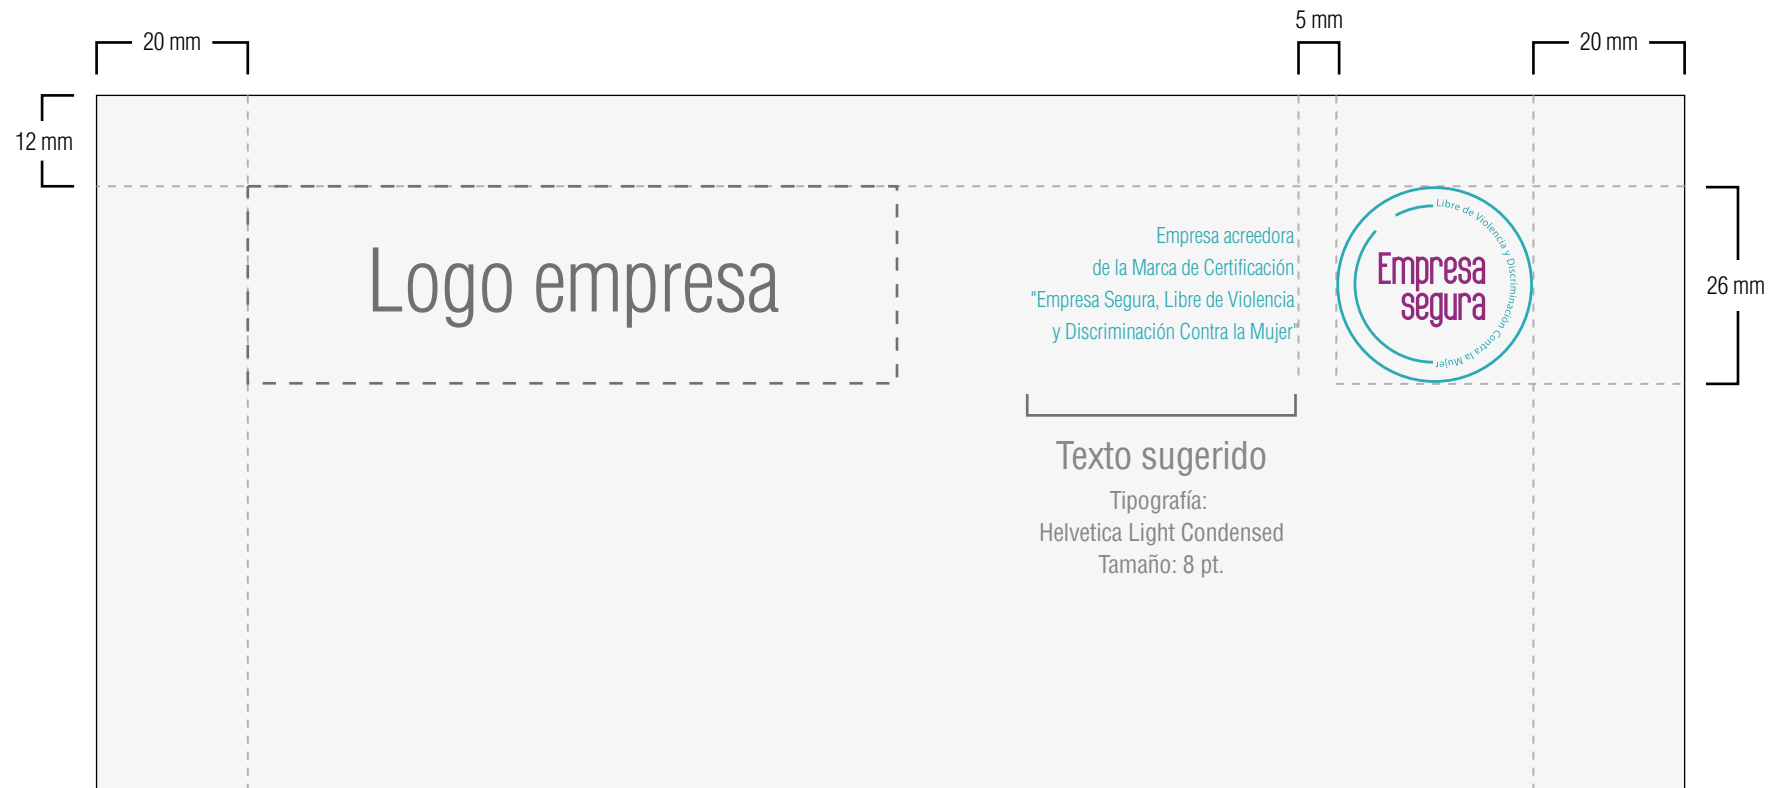 5 mm
20 mm
20 mm
12 mm
Logo empresa
Empresa acreedora
de la Marca de Certificación
"Empresa Segura, Libre de Violencia
y Discriminación Contra la Mujer"
Libre de Violencia y Discriminación Contra la Mujer
Empresa
segura
26 mm
Texto sugerido
Tipografía:
Helvetica Light Condensed
Tamaño: 8 pt.